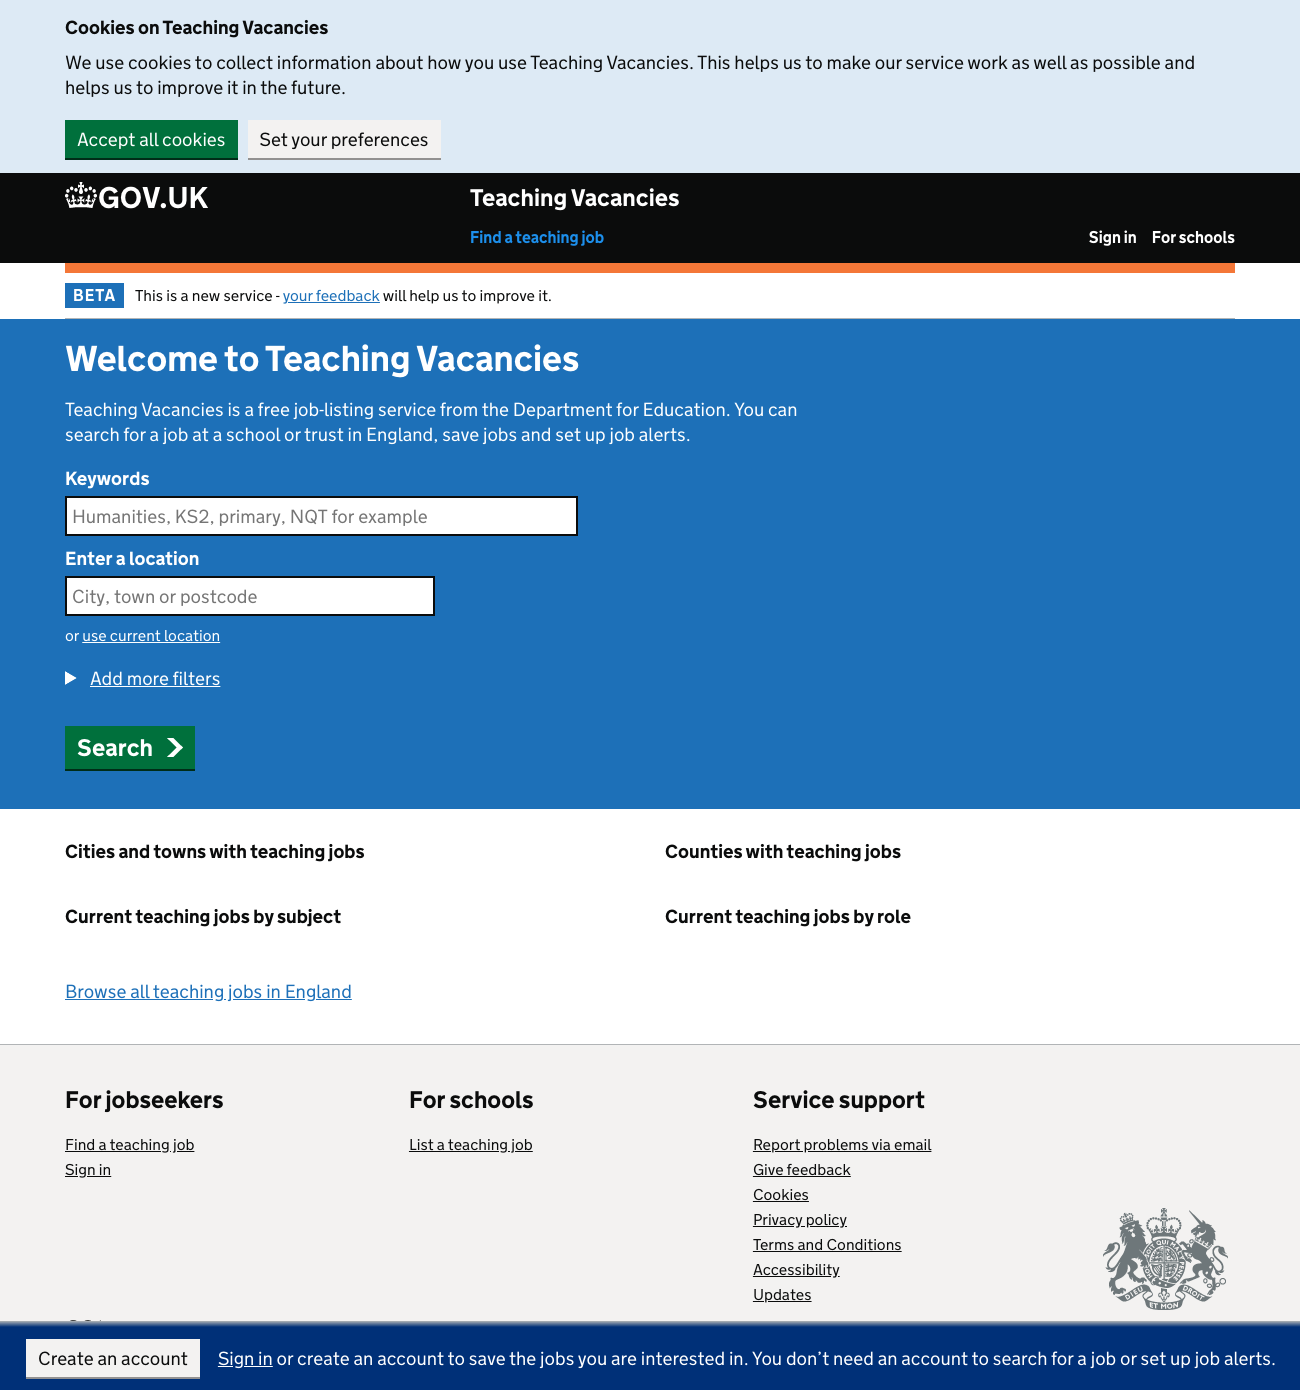 Cookies on Teaching Vacancies
We use cookies to collect information about how you use Teaching Vacancies. This helps us to make our service work as well as possible and
helps us to improve it in the future.
Accept all cookies
Set your preferences
GOV.UK
Teaching Vacancies
Find a teaching job
Sign in
For schools
BETA
This is a new service - your feedback will help us to improve it.
Welcome to Teaching Vacancies
Teaching Vacancies is a free job-listing service from the Department for Education. You can
search for a job at a school or trust in England, save jobs and set up job alerts.
Keywords
Humanities, KS2, primary, NQT for example
Enter a location
City, town or postcode
or use current location
Add more filters
Search
Cities and towns with teaching jobs
Counties with teaching jobs
Current teaching jobs by subject
Current teaching jobs by role
Browse all teaching jobs in England
For jobseekers
Find a teaching job
Sign in
For schools
List a teaching job
Service support
Report problems via email
Give feedback
Cookies
Privacy policy
Terms and Conditions
Accessibility
Updates
Create an account
Sign in or create an account to save the jobs you are interested in. You don’t need an account to search for a job or set up job alerts.